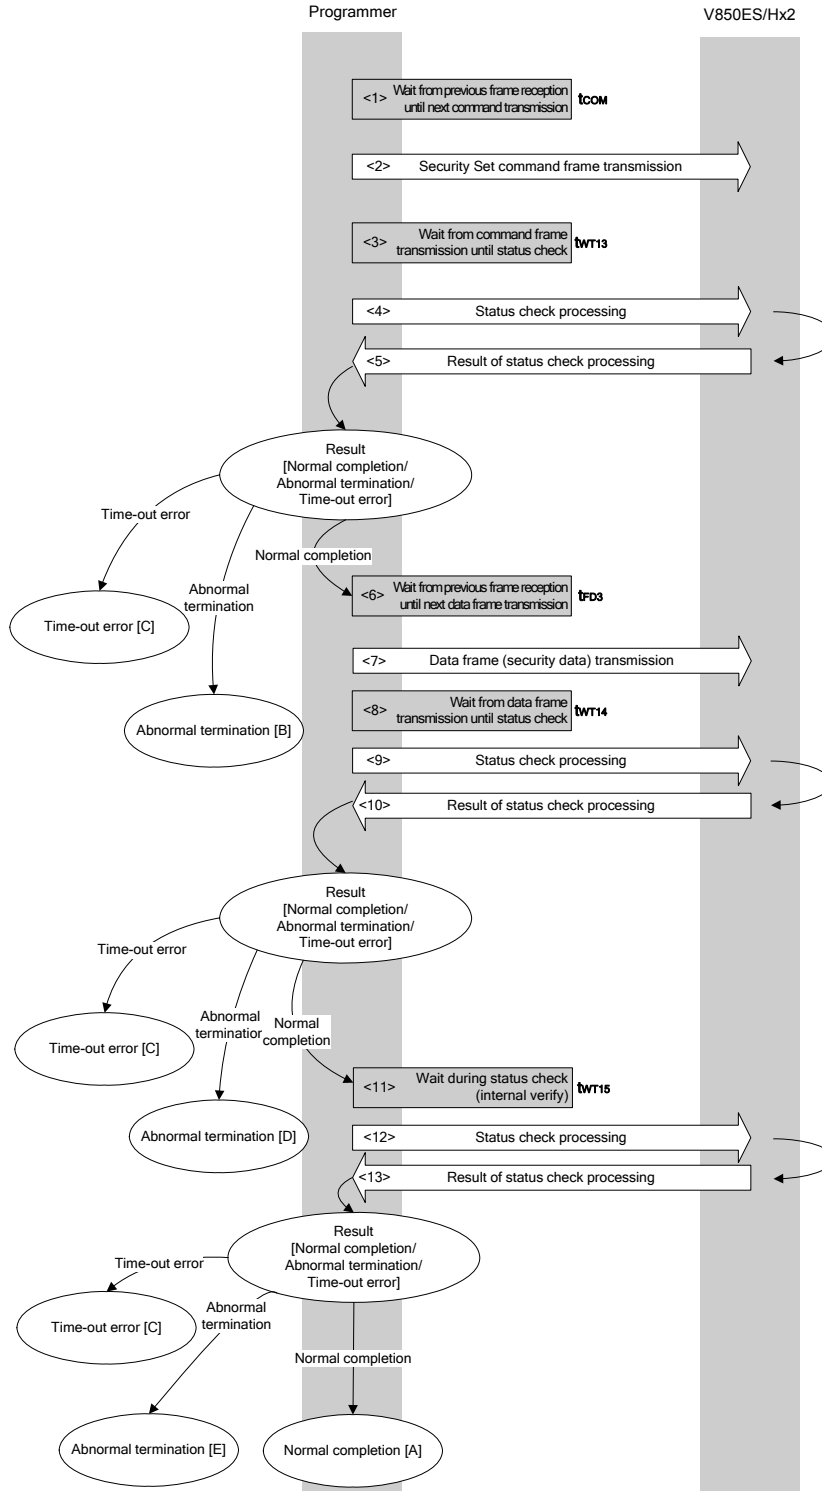 Programmer
V850ES/Hx2
<1> Wait from previous frame reception
until next command transmission
tCOM
<2> Security Set command frame transmission
<3> Wait from command frame
transmission until status check
tWT13
<4> Status check processing
<5> Result of status check processing
Result
[Normal completion/
Abnormal termination/
Time-out error]
Time-out error
Normal completion
Abnormal
termination
<6> Wait from previous frame reception
until next data frame transmission
tFD3
Time-out error [C]
<7> Data frame (security data) transmission
<8> Wait from data frame
transmission until status check
tWT14
Abnormal termination [B]
<9> Status check processing
<10> Result of status check processing
Result
[Normal completion/
Abnormal termination/
Time-out error]
Time-out error
Abnormal
termination
Normal
completion
Time-out error [C]
<11> Wait during status check
(internal verify)
tWT15
Abnormal termination [D]
<12> Status check processing
<13> Result of status check processing
Result
[Normal completion/
Abnormal termination/
Time-out error]
Time-out error
Abnormal
termination
Time-out error [C]
Normal completion
Abnormal termination [E]
Normal completion [A]